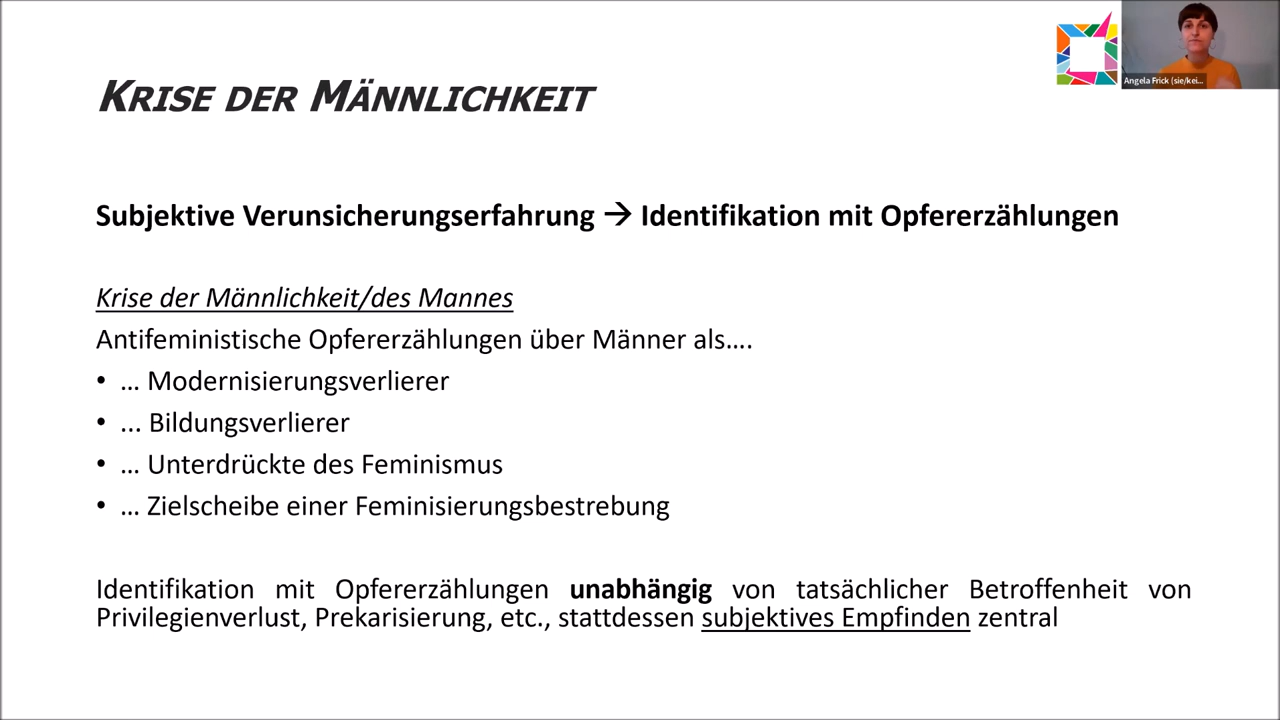 Angela Frick (sie/kei...
KRISE DER MÄNNLICHKEIT
Subjektive Verunsicherungserfahrung → Identifikation mit Opfererzählungen
Krise der Männlichkeit/des Mannes
Antifeministische Opfererzählungen über Männer als….
• … Modernisierungsverlierer
• ... Bildungsverlierer
• … Unterdrückte des Feminismus
• … Zielscheibe einer Feminisierungsbestrebung
Identifikation mit Opfererzählungen unabhängig von tatsächlicher Betroffenheit von
Privilegienverlust, Prekarisierung, etc., stattdessen subjektives Empfinden zentral